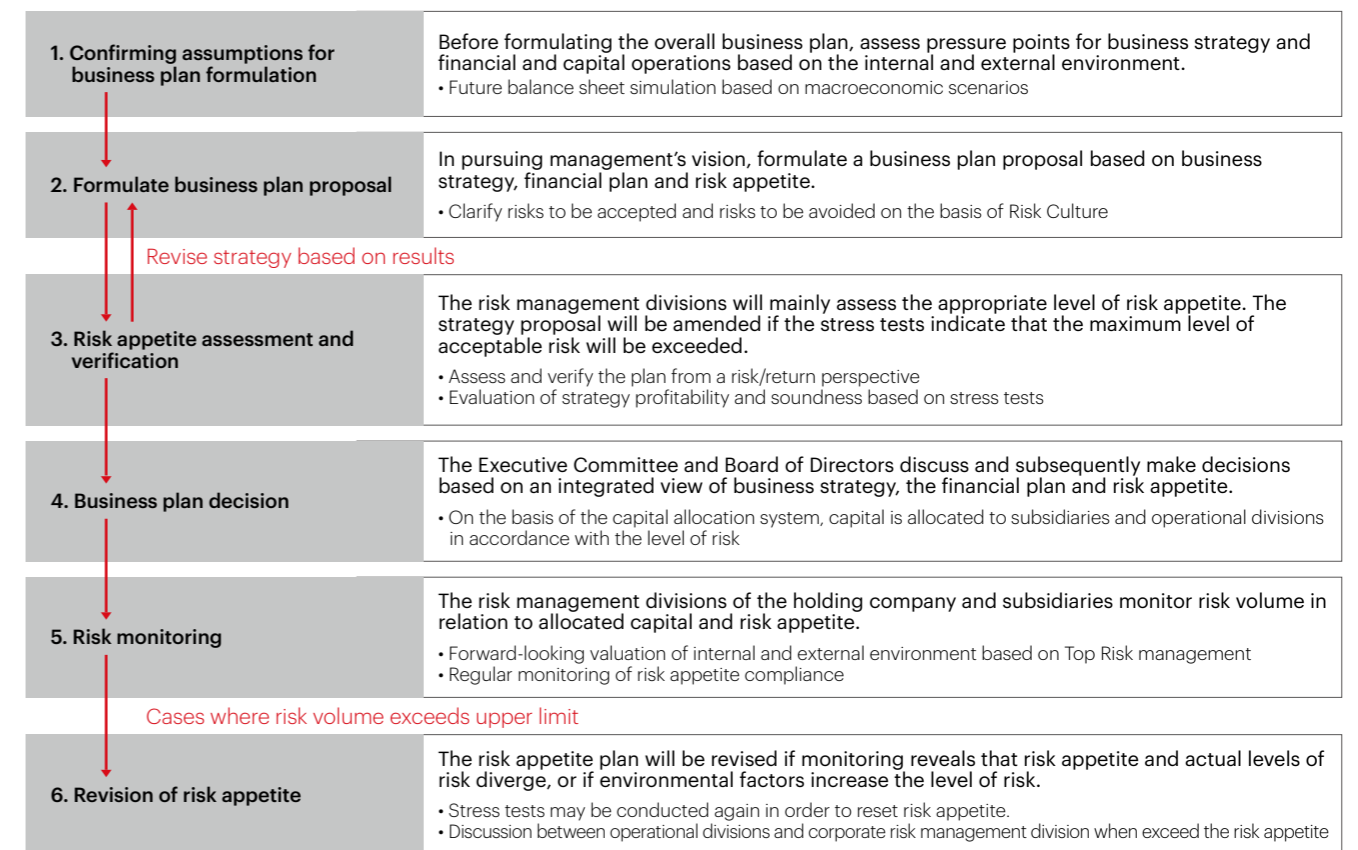 1. Confirming assumptions for
business plan formulation
Before formulating the overall business plan, assess pressure points for business strategy and
financial and capital operations based on the internal and external environment.
• Future balance sheet simulation based on macroeconomic scenarios
2. Formulate business plan proposal
In pursuing management’s vision, formulate a business plan proposal based on business
strategy, financial plan and risk appetite.
• Clarify risks to be accepted and risks to be avoided on the basis of Risk Culture
Revise strategy based on results
3. Risk appetite assessment and
verification
The risk management divisions will mainly assess the appropriate level of risk appetite. The
strategy proposal will be amended if the stress tests indicate that the maximum level of
acceptable risk will be exceeded.
• Assess and verify the plan from a risk/return perspective
• Evaluation of strategy profitability and soundness based on stress tests
4. Business plan decision
The Executive Committee and Board of Directors discuss and subsequently make decisions
based on an integrated view of business strategy, the financial plan and risk appetite.
• On the basis of the capital allocation system, capital is allocated to subsidiaries and operational divisions
in accordance with the level of risk
5. Risk monitoring
The risk management divisions of the holding company and subsidiaries monitor risk volume in
relation to allocated capital and risk appetite.
• Forward-looking valuation of internal and external environment based on Top Risk management
• Regular monitoring of risk appetite compliance
Cases where risk volume exceeds upper limit
6. Revision of risk appetite
The risk appetite plan will be revised if monitoring reveals that risk appetite and actual levels of
risk diverge, or if environmental factors increase the level of risk.
• Stress tests may be conducted again in order to reset risk appetite.
• Discussion between operational divisions and corporate risk management division when exceed the risk appetite